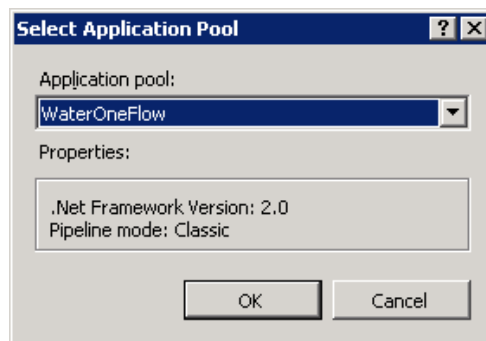 Select Application Pool
Application pool:
WaterOneFlow
Properties:
.Net Framework Version: 2.0
Pipeline mode: Classic
OK Cancel